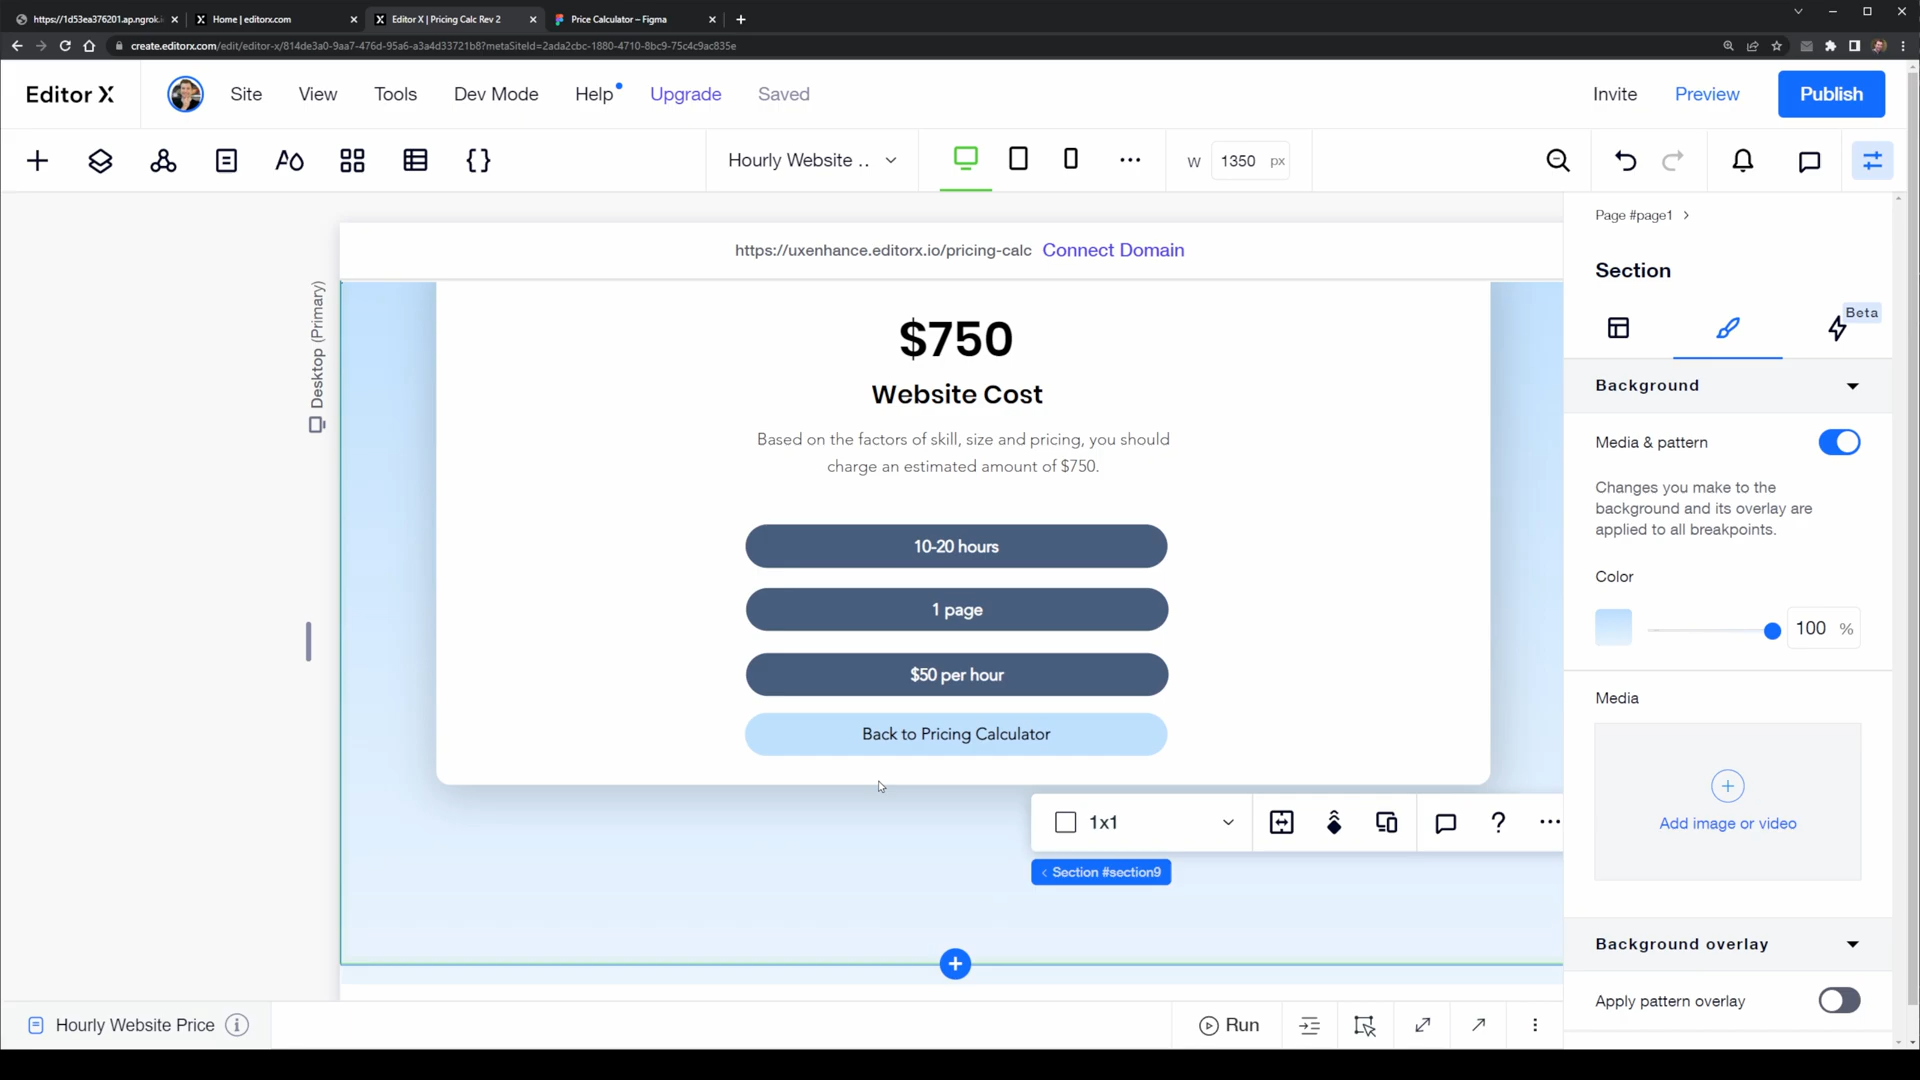 https://1d53ea376201.ap.ngrok.i
Home | editorx.com
Editor X | Pricing Calc Rev 2
Price Calculator – Figma
create.editorx.com/edit/editor-x/814de3a0-9aa7-476d-95a6-a3a4d33721b8?metaSiteId=2ada2cbc-1880-4710-8bc9-75c4c9ac835e
Editor X
Site
View
Tools
Dev Mode
Help
Upgrade
Saved
Invite
Preview
Publish
Hourly Website ..
W
1350 px
https://uxenhance.editorx.io/pricing-calc Connect Domain
Desktop (Primary)
$750
Website Cost
Based on the factors of skill, size and pricing, you should
charge an estimated amount of $750.
10-20 hours
1 page
$50 per hour
Back to Pricing Calculator
1x1
Section #section9
Page #page1
Section
Beta
Background
Media & pattern
Changes you make to the
background and its overlay are
applied to all breakpoints.
Color
100 %
Media
Add image or video
Background overlay
Apply pattern overlay
Hourly Website Price
Run